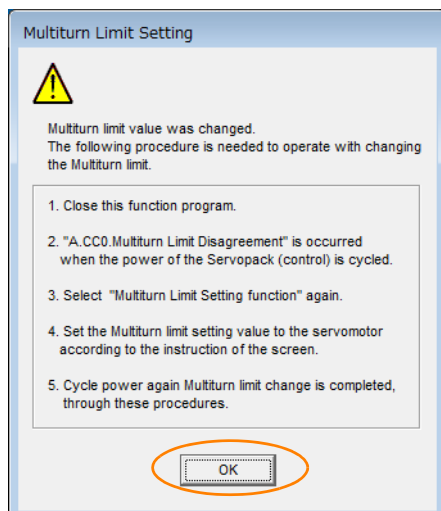 Multiturn Limit Setting
Multiturn limit value was changed.
The following procedure is needed to operate with changing
the Multiturn limit.
1. Close this function program.
2. "A.CC0.Multiturn Limit Disagreement" is occurred
when the power of the Servopack (control) is cycled.
3. Select "Multiturn Limit Setting function" again.
4. Set the Multiturn limit setting value to the servomotor
according to the instruction of the screen.
5. Cycle power again Multiturn limit change is completed,
through these procedures.
OK